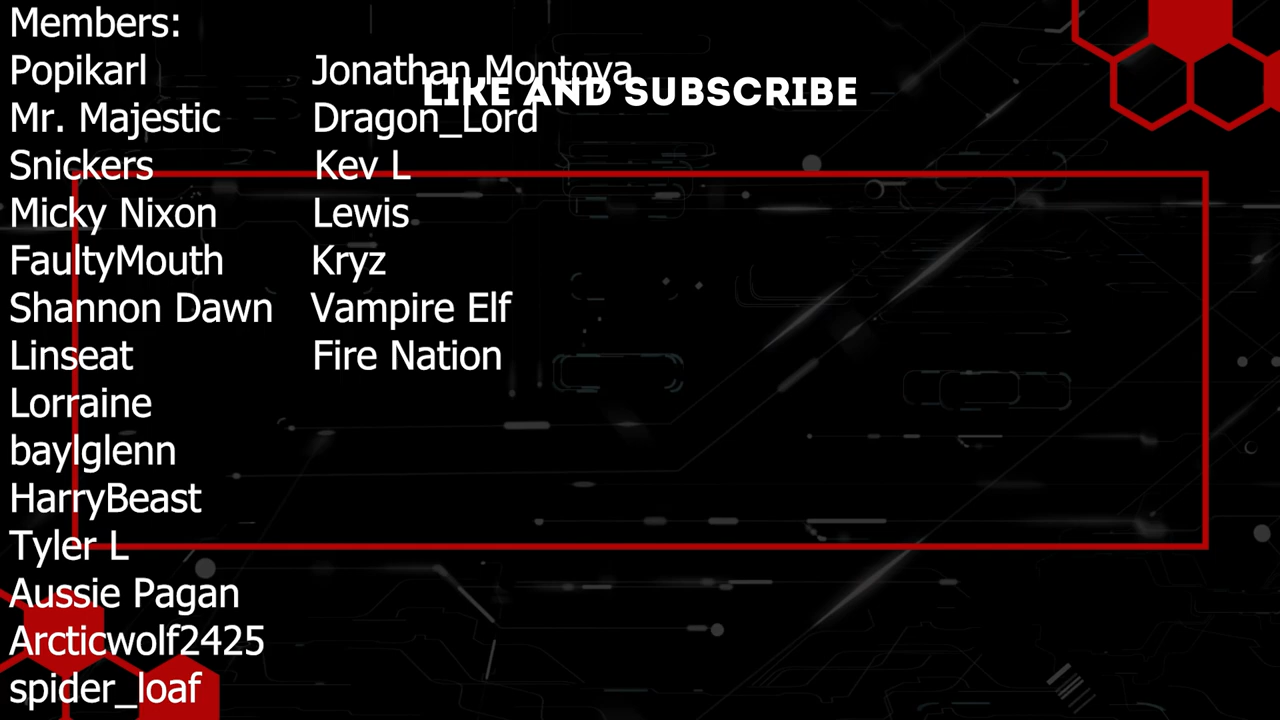 Members:
Popikarl
Mr. Majestic
Snickers
Micky Nixon
FaultyMouth
Shannon Dawn
Linseat
Lorraine
baylglenn
HarryBeast
Tyler L
Aussie Pagan
Arcticwolf2425
spider_loaf
Jonathan Montoya
Dragon_Lord
Kev L
Lewis
Kryz
Vampire Elf
Fire Nation
LIKE AND SUBSCRIBE